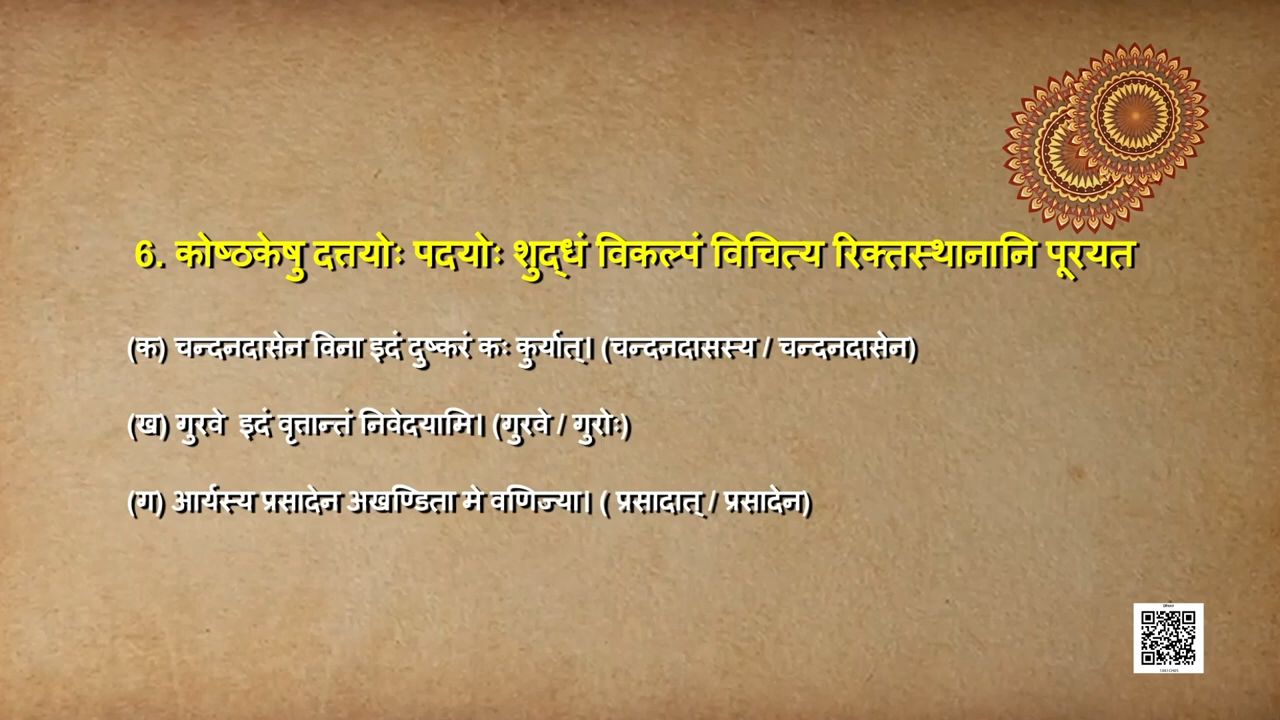 6. कोष्ठकेषु दत्तयोः पदयोः शुद्धं विकल्पं विचित्य रिक्तस्थानानि पूरयत
(क) चन्दनदासेन विना इदं दुष्करं कः कुर्यात्। (चन्दनदासस्य / चन्दनदासेन)
(ख) गुरवे इदं वृत्तान्तं निवेदयामि। (गुरवे / गुरोः)
(ग) आर्यस्य प्रसादेन अखण्डिता मे वणिज्या। ( प्रसादात् / प्रसादेन)